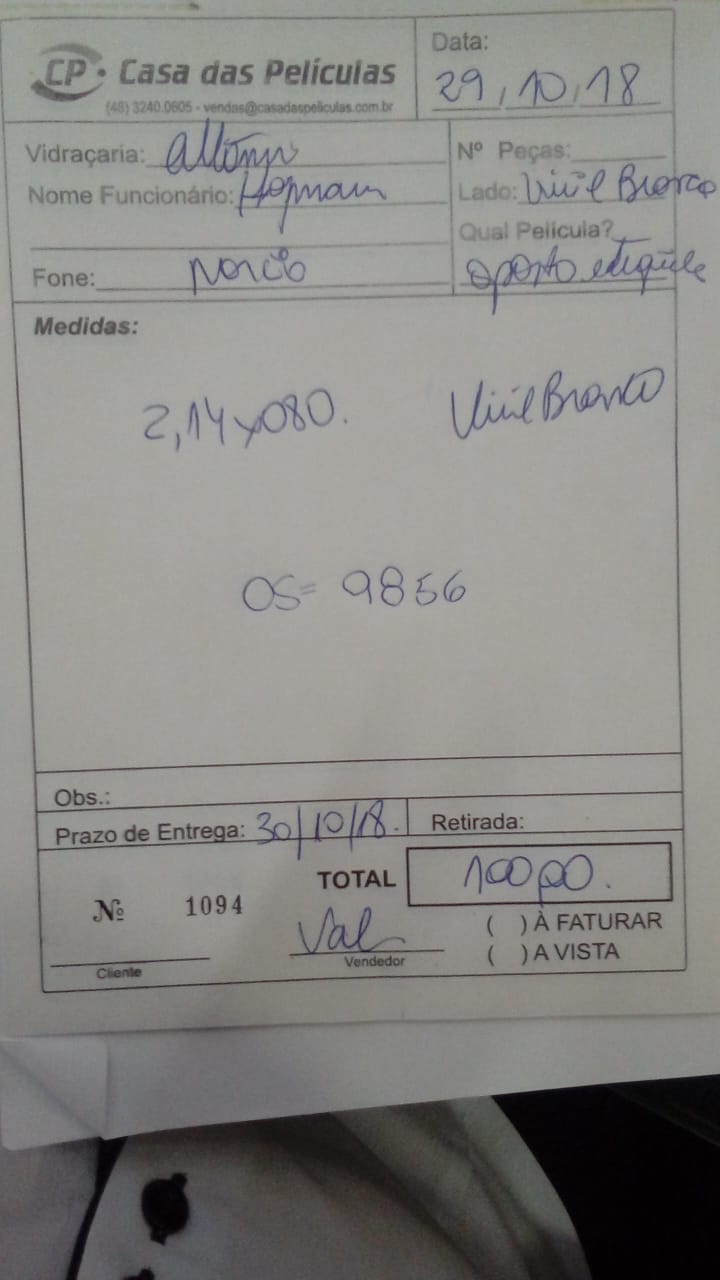 CP · Casa das Películas
(48) 3240.0605 - vendas@casadaspeliculas.com.br
Data:
29, 10, 18
Vidraçaria:
Nome Funcionário:
Fone:
Nº Peças:
Lado: Vinil Branco
Qual Película?
oposto etiqueta
Medidas:
2,14x080. Vinil Branco
OS= 9856
Obs.:
Prazo de Entrega: 30/10/18. Retirada:
Nº 1094 TOTAL 100,00.
Val
Cliente Vendedor
( ) À FATURAR
( ) A VISTA